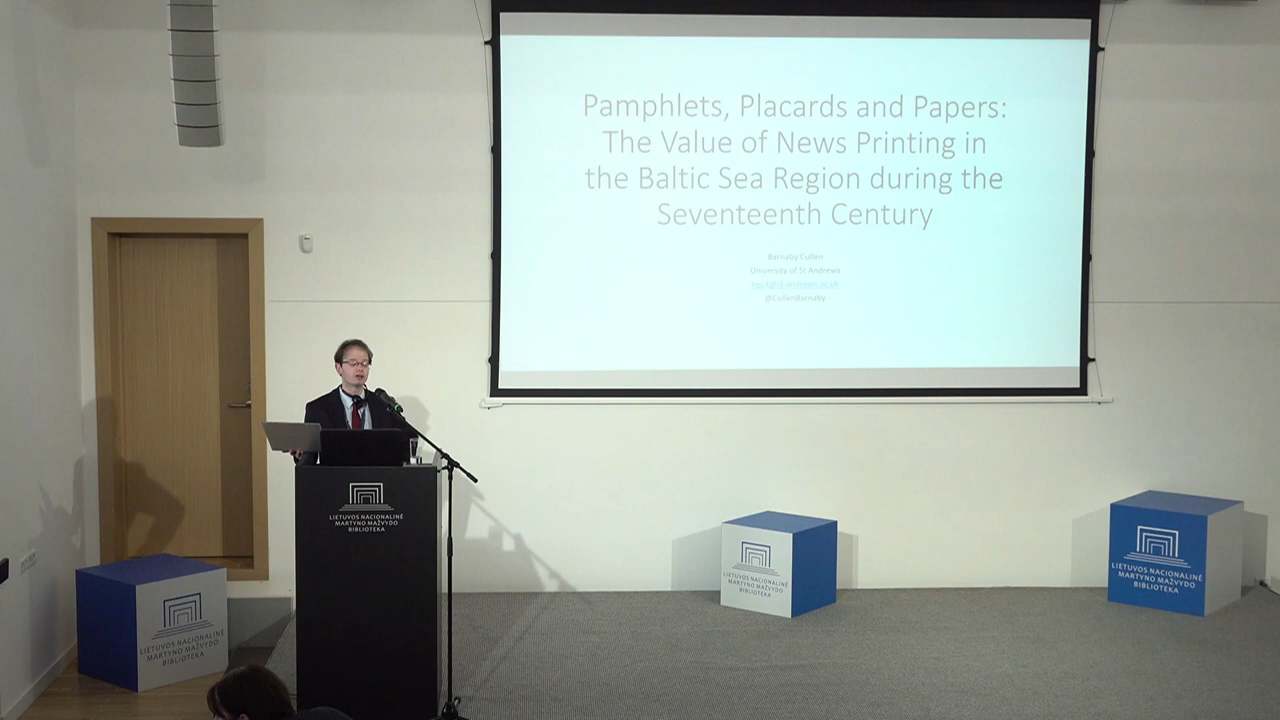 Pamphlets, Placards and Papers:
The Value of News Printing in
the Baltic Sea Region during the
Seventeenth Century
Barnaby Cullen
University of St Andrews
@CullenBarnaby
LIETUVOS NACIONALINĖ
MARTYNO MAŽVYDO
BIBLIOTEKA
LIETUVOS NACIONALINĖ
MARTYNO MAŽVYDO
BIBLIOTEKA
LIETUVOS NACIONALINĖ
MARTYNO MAŽVYDO
BIBLIOTEKA
LIETUVOS NACIONALINĖ
MARTYNO MAŽVYDO
BIBLIOTEKA